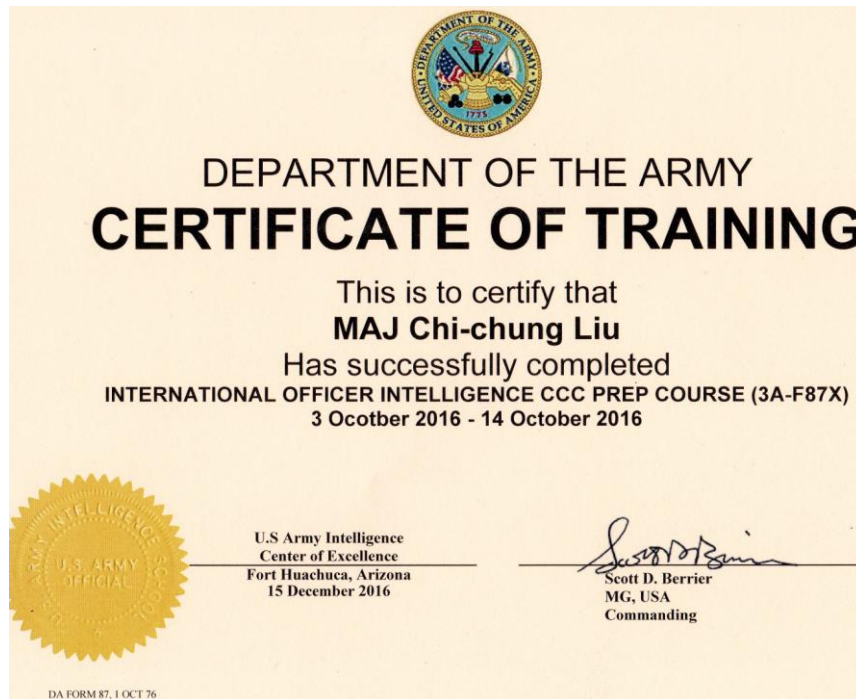 DEPARTMENT OF THE ARMY
UNITED STATES OF AMERICA
1775
DEPARTMENT OF THE ARMY
CERTIFICATE OF TRAINING
This is to certify that
MAJ Chi-chung Liu
Has successfully completed
INTERNATIONAL OFFICER INTELLIGENCE CCC PREP COURSE (3A-F87X)
3 Ocotber 2016 - 14 October 2016
U.S. ARMY INTELLIGENCE SCHOOL
U.S. ARMY
OFFICIAL
U.S Army Intelligence
Center of Excellence
Fort Huachuca, Arizona
15 December 2016
Scott D. Berrier
MG, USA
Commanding
DA FORM 87, 1 OCT 76